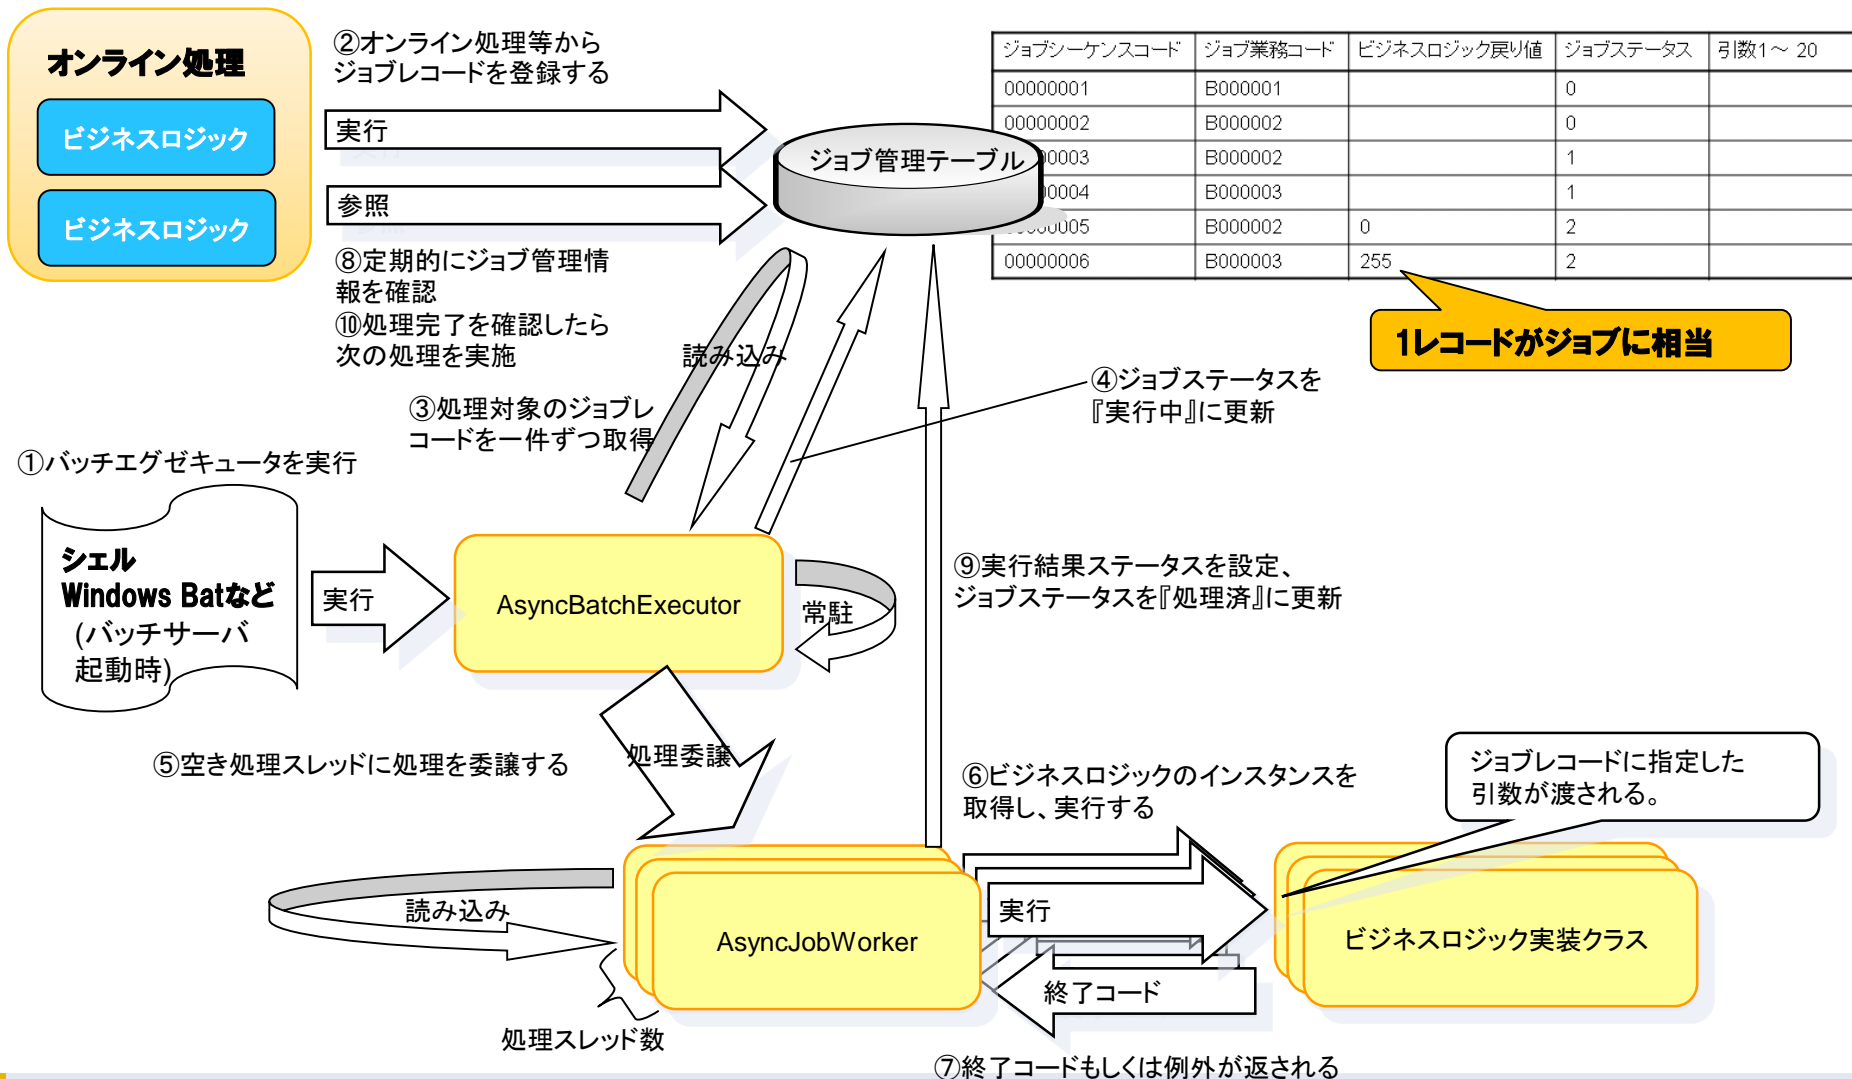 オンライン処理
ビジネスロジック
ビジネスロジック
②オンライン処理等から
ジョブレコードを登録する
実行
参照
⑧定期的にジョブ管理情
報を確認
⑩処理完了を確認したら
次の処理を実施
ジョブ管理テーブル
ジョブシーケンスコード ジョブ業務コード ビジネスロジック戻り値 ジョブステータス 引数1～ 20
00000001 B000001 0
00000002 B000002 0
0003 B000002 1
0004 B000003 1
0005 B000002 0 2
00000006 B000003 255 2
1レコードがジョブに相当
読み込み
③処理対象のジョブレ
コードを一件ずつ取得
④ジョブステータスを
『実行中』に更新
①バッチエグゼキュータを実行
シェル
Windows Batなど
(バッチサーバ
起動時)
実行
AsyncBatchExecutor
常駐
⑨実行結果ステータスを設定、
ジョブステータスを『処理済』に更新
⑤空き処理スレッドに処理を委譲する
処理委譲
⑥ビジネスロジックのインスタンスを
取得し、実行する
ジョブレコードに指定した
引数が渡される。
読み込み
AsyncJobWorker
実行
終了コード
ビジネスロジック実装クラス
処理スレッド数
⑦終了コードもしくは例外が返される